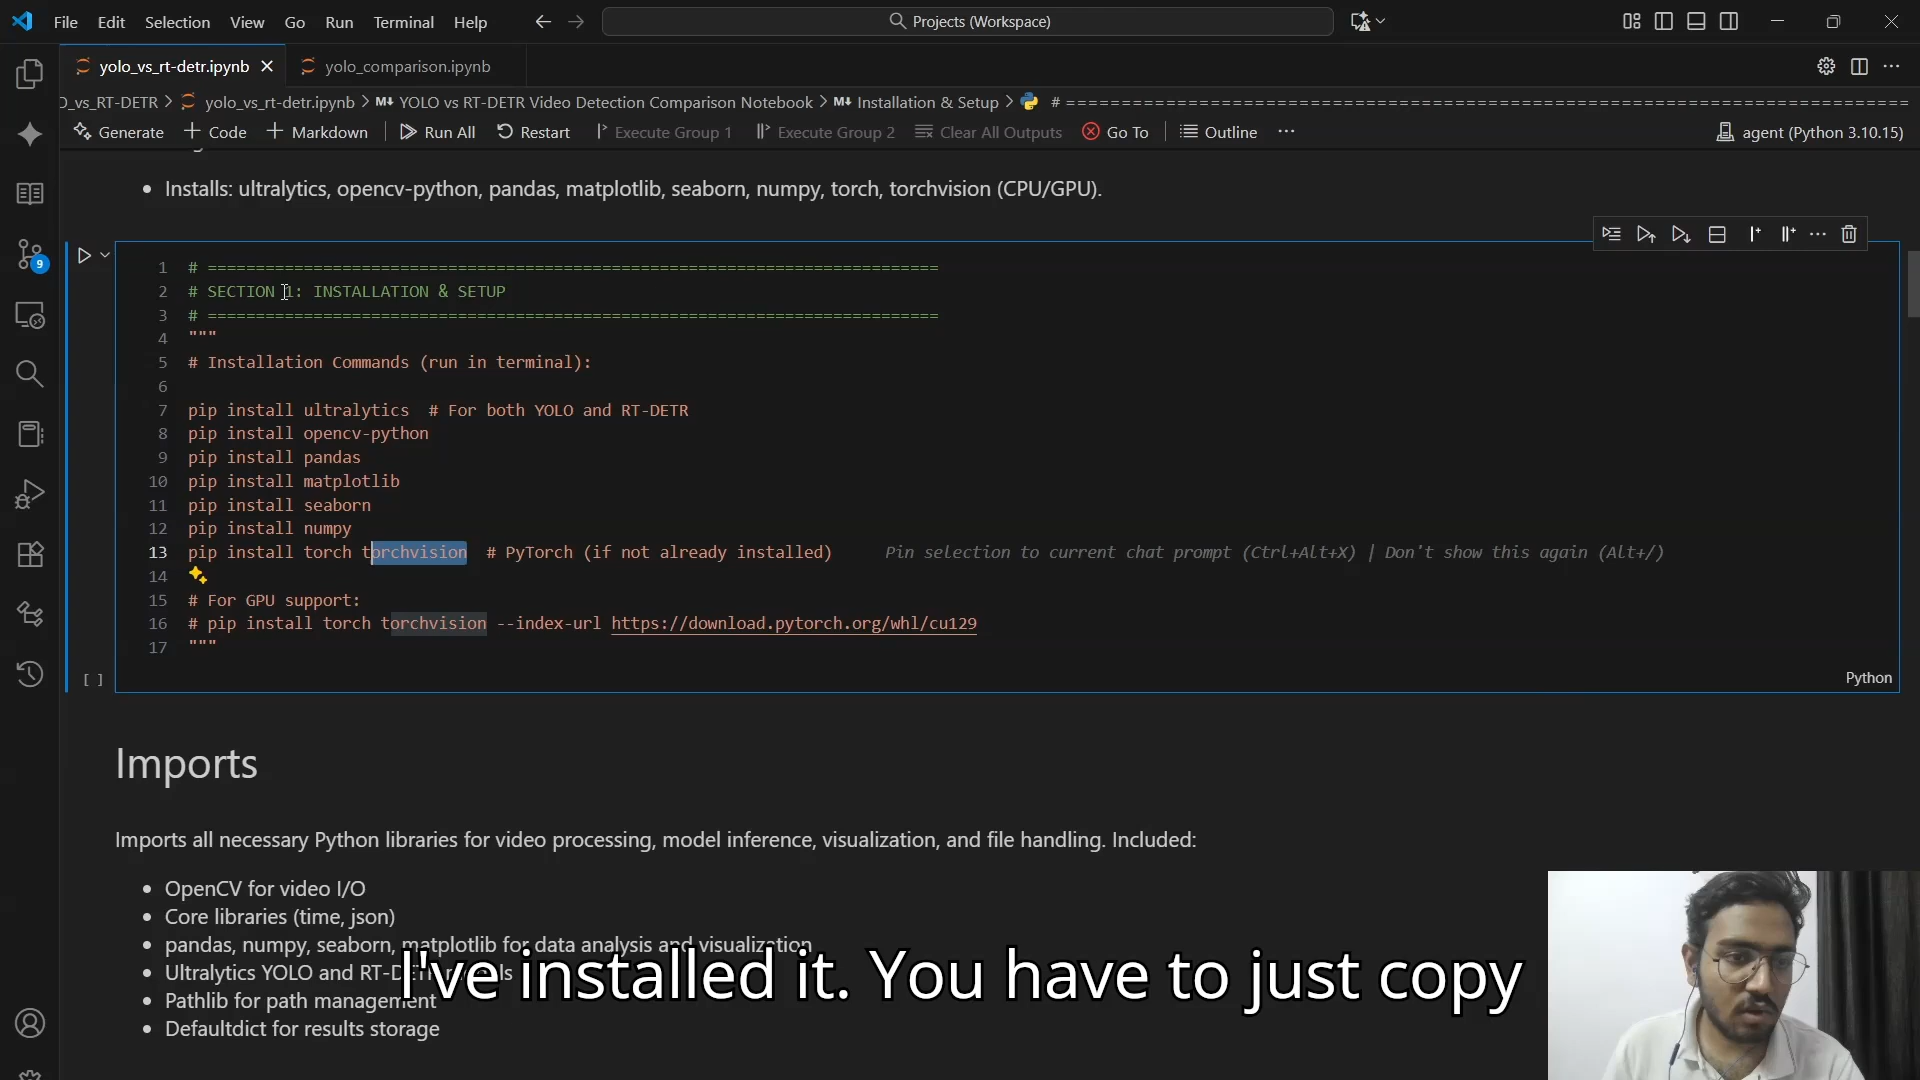 File Edit Selection View Go Run Terminal Help
Projects (Workspace)
yolo_vs_rt-detr.ipynb
yolo_comparison.ipynb
O_vs_RT-DETR > yolo_vs_rt-detr.ipynb > M↓ YOLO vs RT-DETR Video Detection Comparison Notebook > M↓ Installation & Setup > # ==========================================================================================
Generate + Code + Markdown Run All Restart Execute Group 1 Execute Group 2 Clear All Outputs Go To Outline ··· agent (Python 3.10.15)
• Installs: ultralytics, opencv-python, pandas, matplotlib, seaborn, numpy, torch, torchvision (CPU/GPU).
9
1 # ============================================================================
2 # SECTION 1: INSTALLATION & SETUP
3 # ============================================================================
4 """
5 # Installation Commands (run in terminal):
6
7 pip install ultralytics  # For both YOLO and RT-DETR
8 pip install opencv-python
9 pip install pandas
10 pip install matplotlib
11 pip install seaborn
12 pip install numpy
13 pip install torch torchvision  # PyTorch (if not already installed) Pin selection to current chat prompt (Ctrl+Alt+X) | Don't show this again (Alt+/)
14
15 # For GPU support:
16 # pip install torch torchvision --index-url https://download.pytorch.org/whl/cu129
17 """
[ ]
Python
Imports
Imports all necessary Python libraries for video processing, model inference, visualization, and file handling. Included:
• OpenCV for video I/O
• Core libraries (time, json)
• pandas, numpy, seaborn, matplotlib for data analysis and visualization
• Ultralytics YOLO and RT-DETR models
• Pathlib for path management
• Defaultdict for results storage
I've installed it. You have to just copy